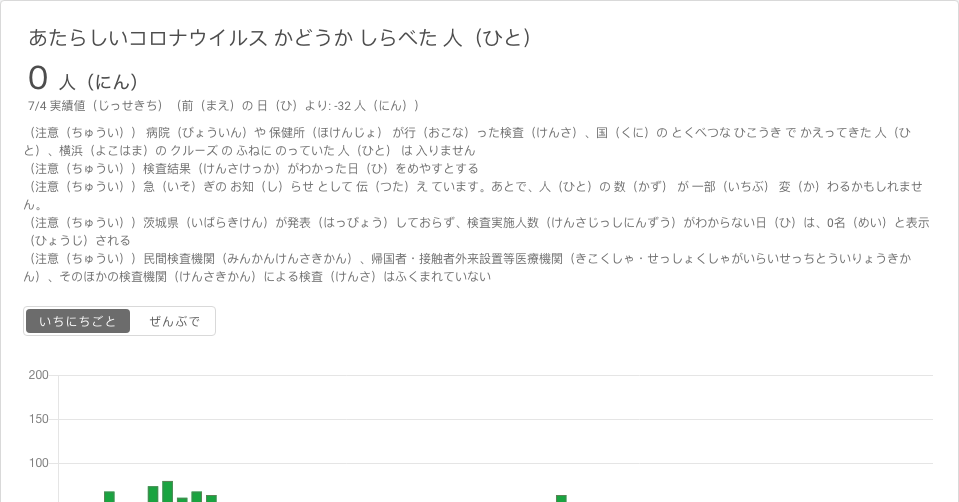 あたらしいコロナウイルス かどうか しらべた 人（ひと）
0 人（にん）
7/4 実績値（じっせきち）（前（まえ）の 日（ひ）より: -32 人（にん））
（注意（ちゅうい）） 病院（びょういん）や 保健所（ほけんじょ） が行（おこな）った検査（けんさ）、国（くに）の とくべつな ひこうき で かえってきた 人（ひ
と）、横浜（よこはま）の クルーズ の ふねに のっていた 人（ひと） は 入りません
（注意（ちゅうい））検査結果（けんさけっか）がわかった日（ひ）をめやすとする
（注意（ちゅうい））急（いそ）ぎの お知（し）らせ として 伝（つた）え ています。あとで、人（ひと）の 数（かず） が 一部（いちぶ） 変（か）わるかもしれませ
ん。
（注意（ちゅうい））茨城県（いばらきけん）が発表（はっぴょう）しておらず、検査実施人数（けんさじっしにんずう）がわからない日（ひ）は、0名（めい）と表示
（ひょうじ）される
（注意（ちゅうい））民間検査機関（みんかんけんさきかん）、帰国者・接触者外来設置等医療機関（きこくしゃ・せっしょくしゃがいらいせっちとういりょうきか
ん）、そのほかの検査機関（けんさきかん）による検査（けんさ）はふくまれていない
いちにちごと ぜんぶで
200
150
100